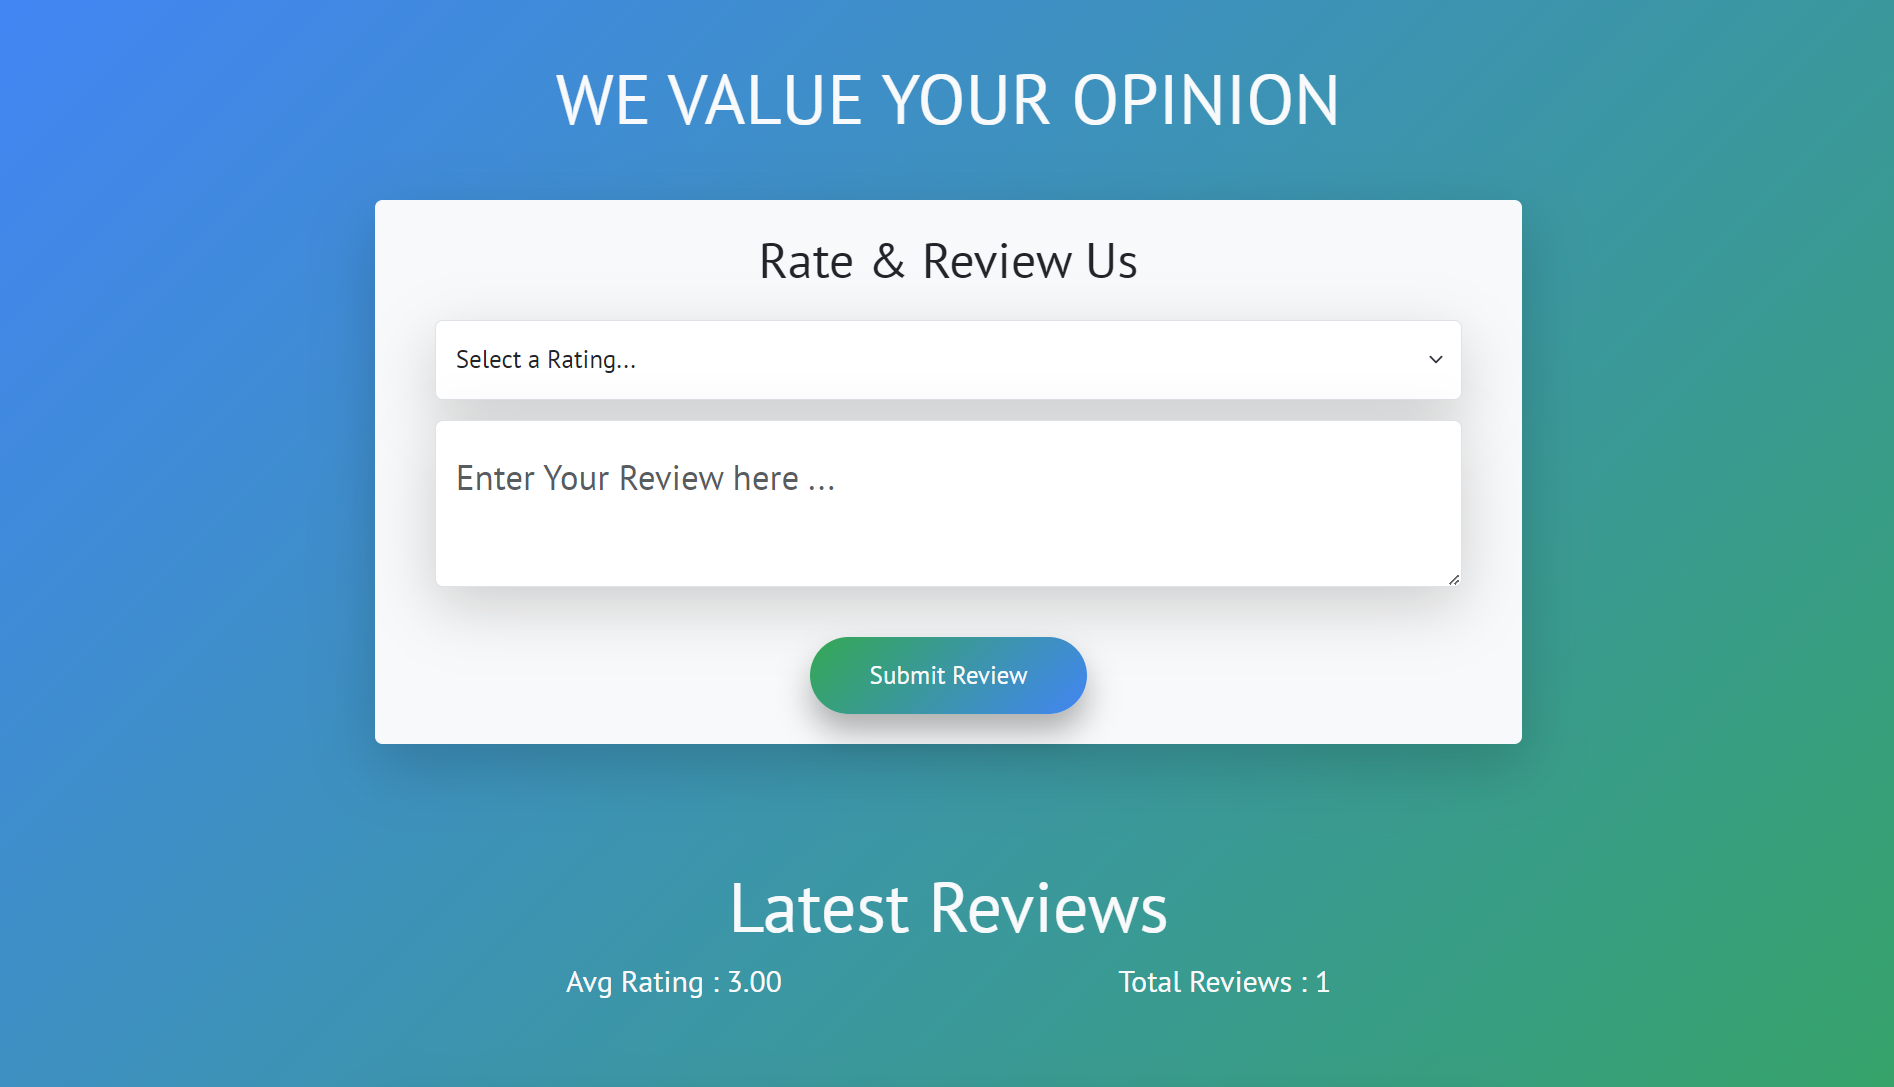 WE VALUE YOUR OPINION
Rate & Review Us
Select a Rating...
Enter Your Review here ...
Submit Review
Latest Reviews
Avg Rating : 3.00
Total Reviews : 1